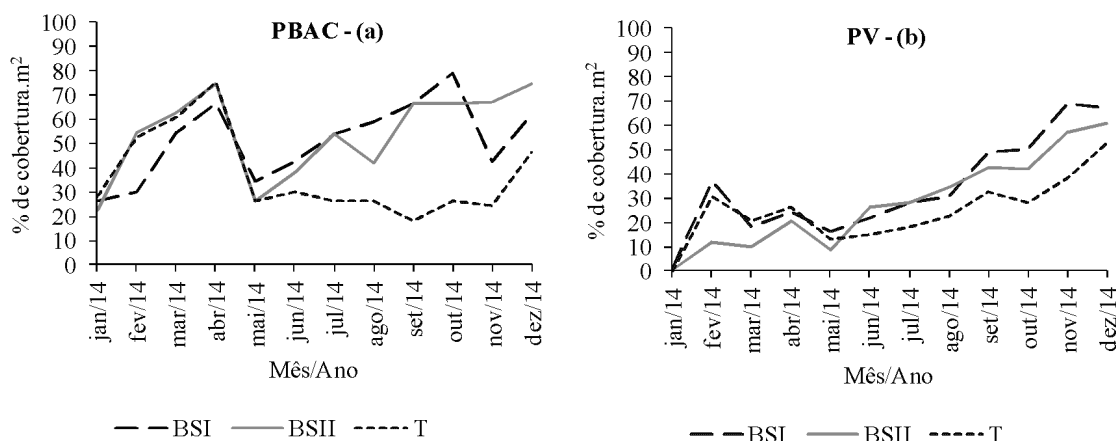 PBAC - (a)
% de cobertura.m²
100
90
80
70
60
50
40
30
20
10
0
jan/14
fev/14
mar/14
abr/14
mai/14
jun/14
jul/14
ago/14
set/14
out/14
nov/14
dez/14
Mês/Ano
BSI BSII T
PV - (b)
% de cobertura.m²
100
90
80
70
60
50
40
30
20
10
0
jan/14
fev/14
mar/14
abr/14
mai/14
jun/14
jul/14
ago/14
set/14
out/14
nov/14
dez/14
Mês/Ano
BSI BSII T